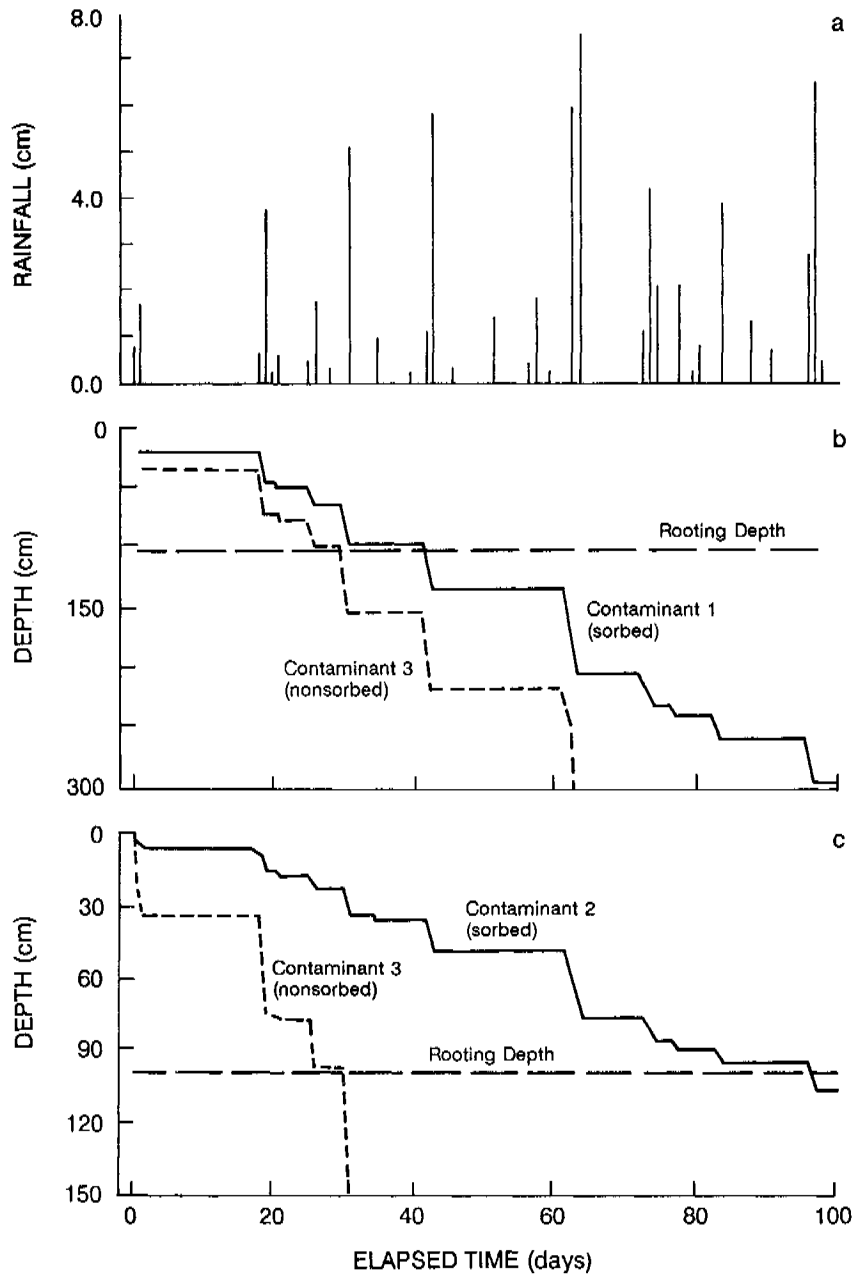 a
8.0
4.0
0.0
RAINFALL (cm)
b
0
150
300
DEPTH (cm)
Rooting Depth
Contaminant 1
(sorbed)
Contaminant 3
(nonsorbed)
c
0
30
60
90
120
150
DEPTH (cm)
Contaminant 2
(sorbed)
Contaminant 3
(nonsorbed)
Rooting Depth
0
20
40
60
80
100
ELAPSED TIME (days)